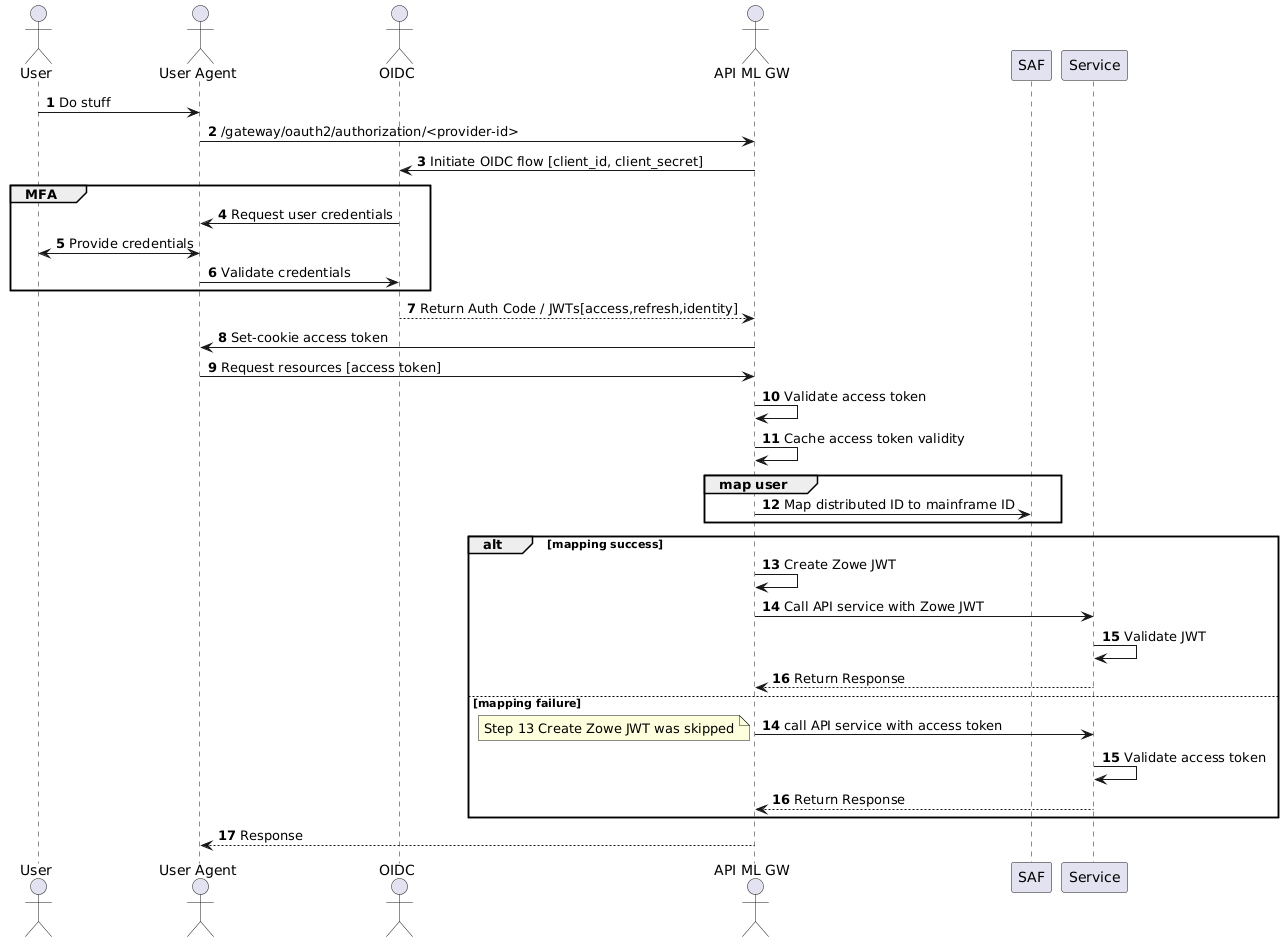 User
User Agent
OIDC
API ML GW
SAF
Service
1 Do stuff
2 /gateway/oauth2/authorization/<provider-id>
3 Initiate OIDC flow [client_id, client_secret]
MFA
4 Request user credentials
5 Provide credentials
6 Validate credentials
7 Return Auth Code / JWTs[access,refresh,identity]
8 Set-cookie access token
9 Request resources [access token]
10 Validate access token
11 Cache access token validity
map user
12 Map distributed ID to mainframe ID
alt [mapping success]
13 Create Zowe JWT
14 Call API service with Zowe JWT
15 Validate JWT
16 Return Response
[mapping failure]
Step 13 Create Zowe JWT was skipped
14 call API service with access token
15 Validate access token
16 Return Response
17 Response
User
User Agent
OIDC
API ML GW
SAF
Service